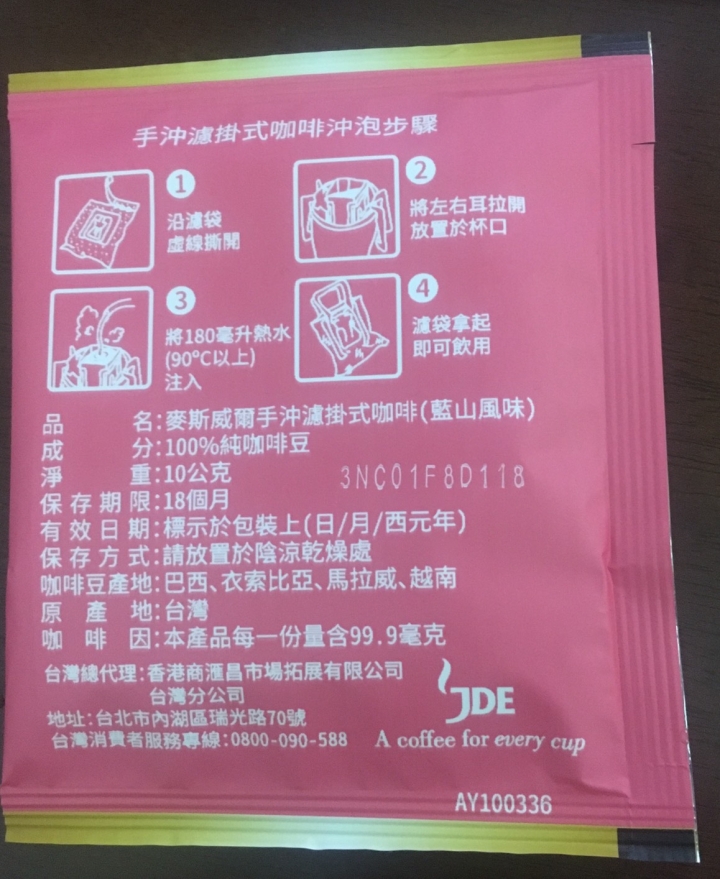 手沖濾掛式咖啡沖泡步驟
1
沿濾袋
虛線撕開
2
將左右耳拉開
放置於杯口
3
將180毫升熱水
(90°C以上)
注入
4
濾袋拿起
即可飲用
品名:麥斯威爾手沖濾掛式咖啡(藍山風味)
成分:100%純咖啡豆
淨重:10公克
3NC01F8D118
保存期限:18個月
有效日期:標示於包裝上(日/月/西元年)
保存方式:請放置於陰涼乾燥處
咖啡豆產地:巴西、衣索比亞、馬拉威、越南
原產地:台灣
咖啡因:本產品每一份量含99.9毫克
台灣總代理:香港商滙昌市場拓展有限公司
台灣分公司
地址:台北市內湖區瑞光路70號
台灣消費者服務專線:0800-090-588
JDE
A coffee for every cup
AY100336